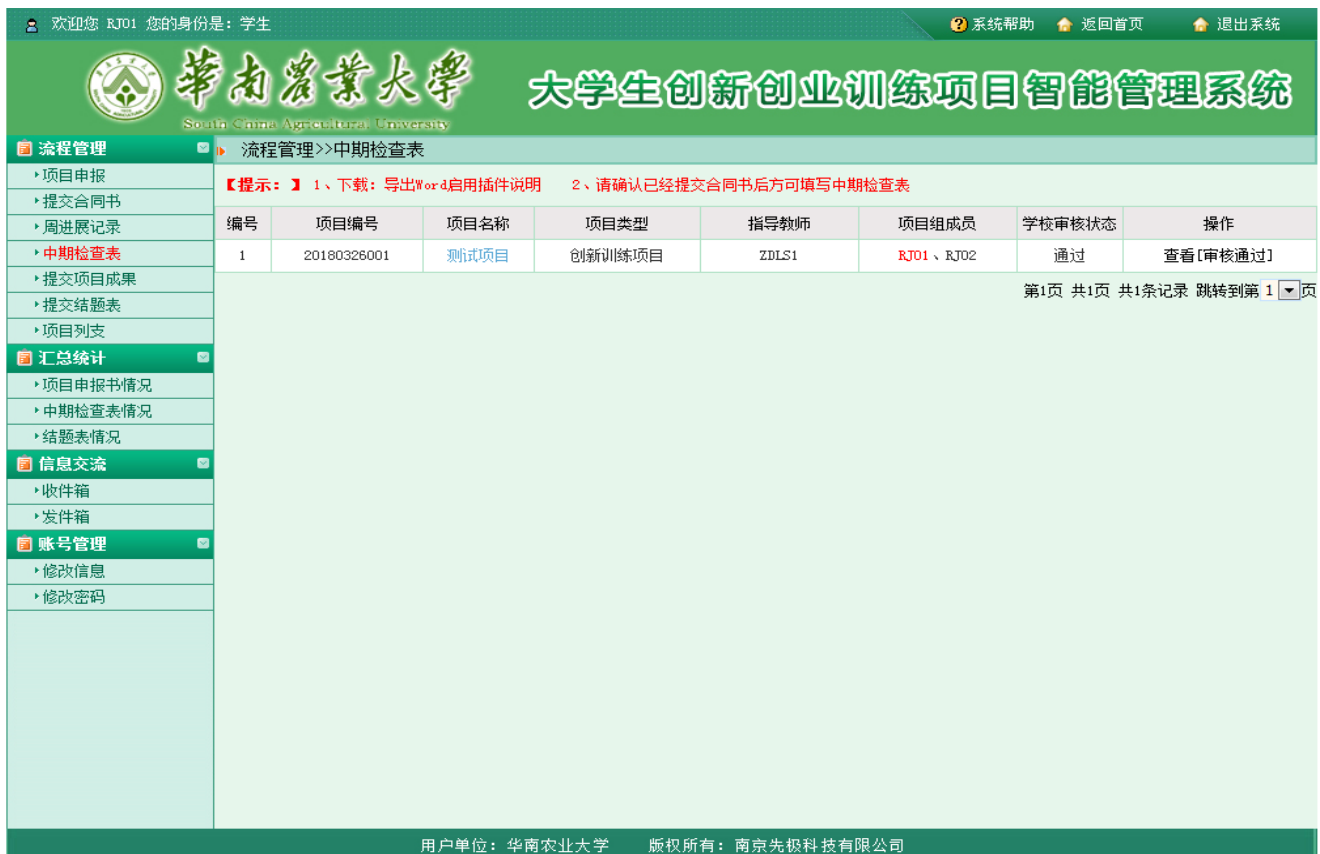 欢迎您 RJ01 您的身份是：学生 系统帮助 返回首页 退出系统
華南農業大學 大学生创新创业训练项目智能管理系统
South China Agricultural University
流程管理 流程管理>>中期检查表
项目申报
【提示：】1、下载：导出Word启用插件说明 2、请确认已经提交合同书后方可填写中期检查表
提交合同书
周进展记录 编号 项目编号 项目名称 项目类型 指导教师 项目组成员 学校审核状态 操作
中期检查表 1 20180326001 测试项目 创新训练项目 ZDLS1 RJ01、RJ02 通过 查看[审核通过]
提交项目成果
第1页 共1页 共1条记录 跳转到第 1 页
提交结题表
项目列支
汇总统计
项目申报书情况
中期检查表情况
结题表情况
信息交流
收件箱
发件箱
账号管理
修改信息
修改密码
用户单位：华南农业大学 版权所有：南京先极科技有限公司